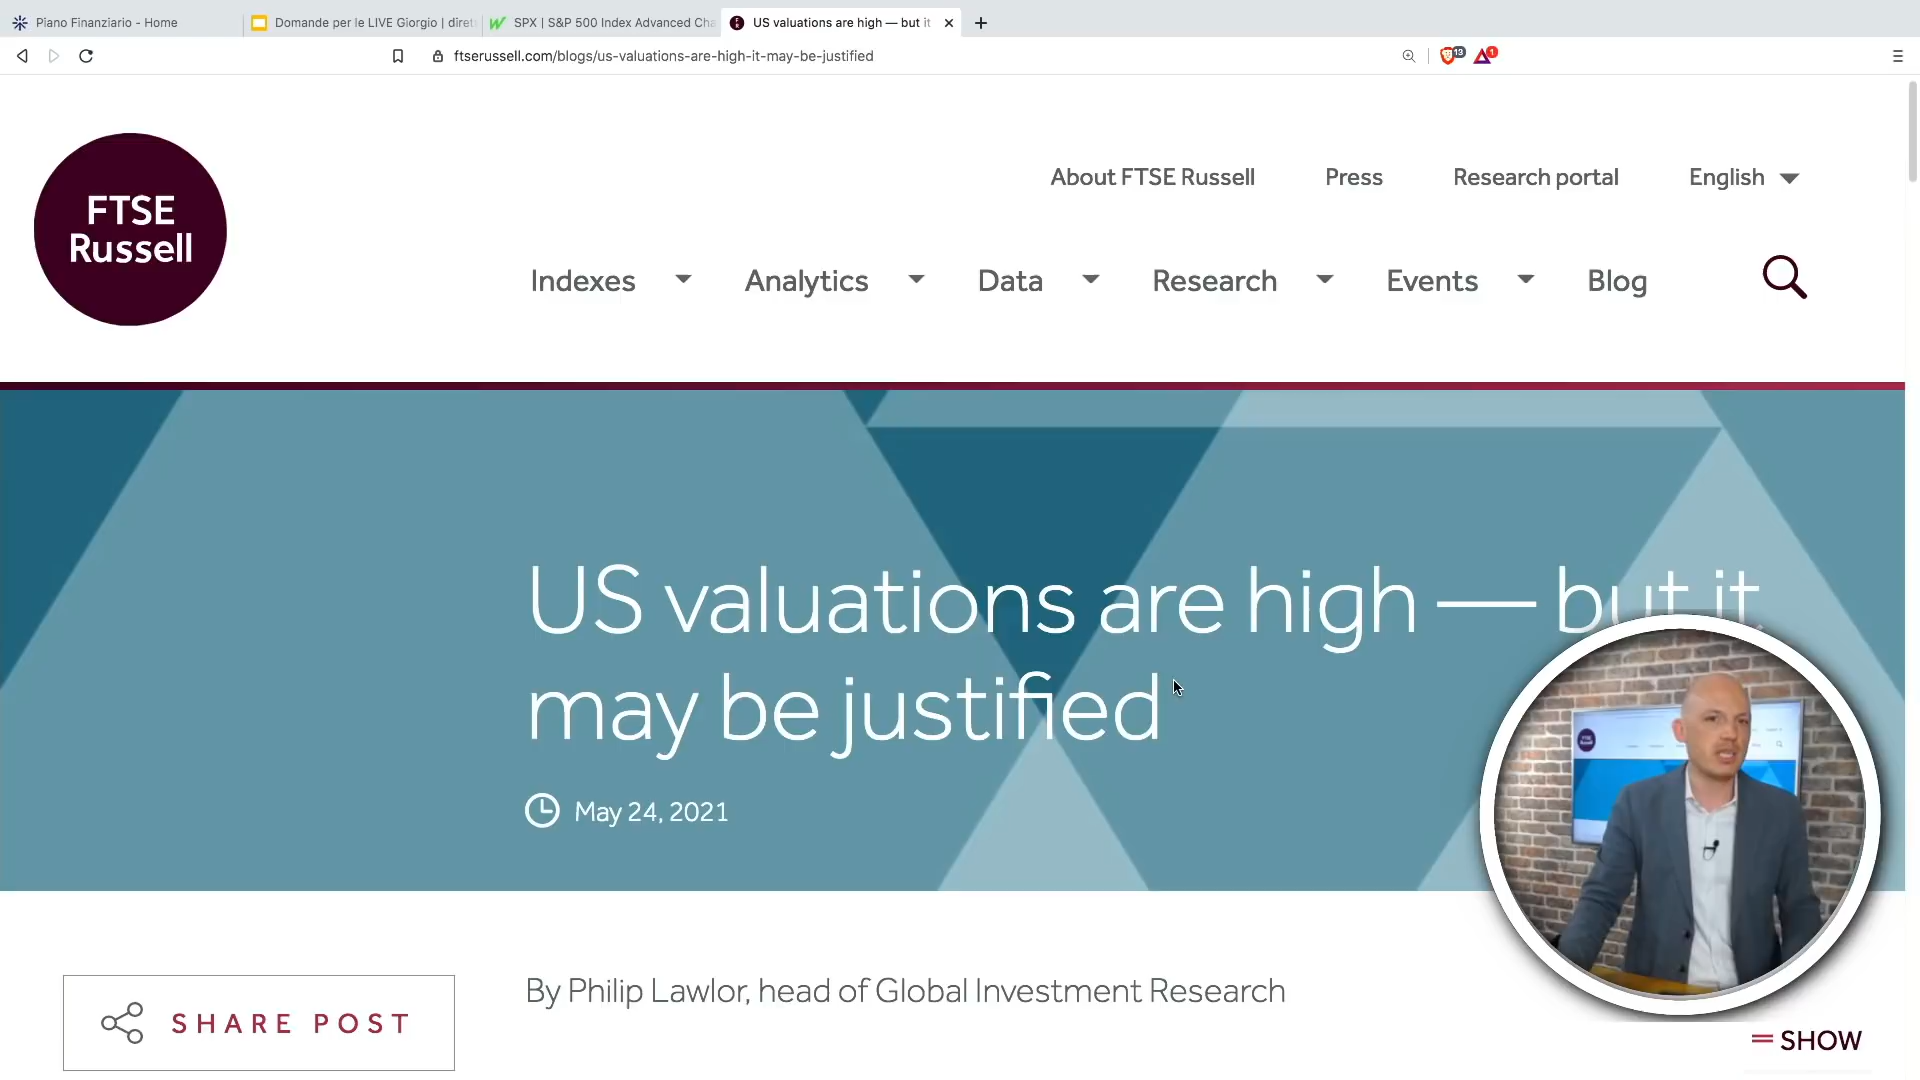 Piano Finanziario - Home
Domande per le LIVE Giorgio | diret
SPX | S&P 500 Index Advanced Cha
US valuations are high — but it
ftserussell.com/blogs/us-valuations-are-high-it-may-be-justified
13
1
FTSE
Russell
About FTSE Russell
Press
Research portal
English
Indexes
Analytics
Data
Research
Events
Blog
US valuations are high — but it
may be justified
May 24, 2021
By Philip Lawlor, head of Global Investment Research
SHARE POST
SHOW